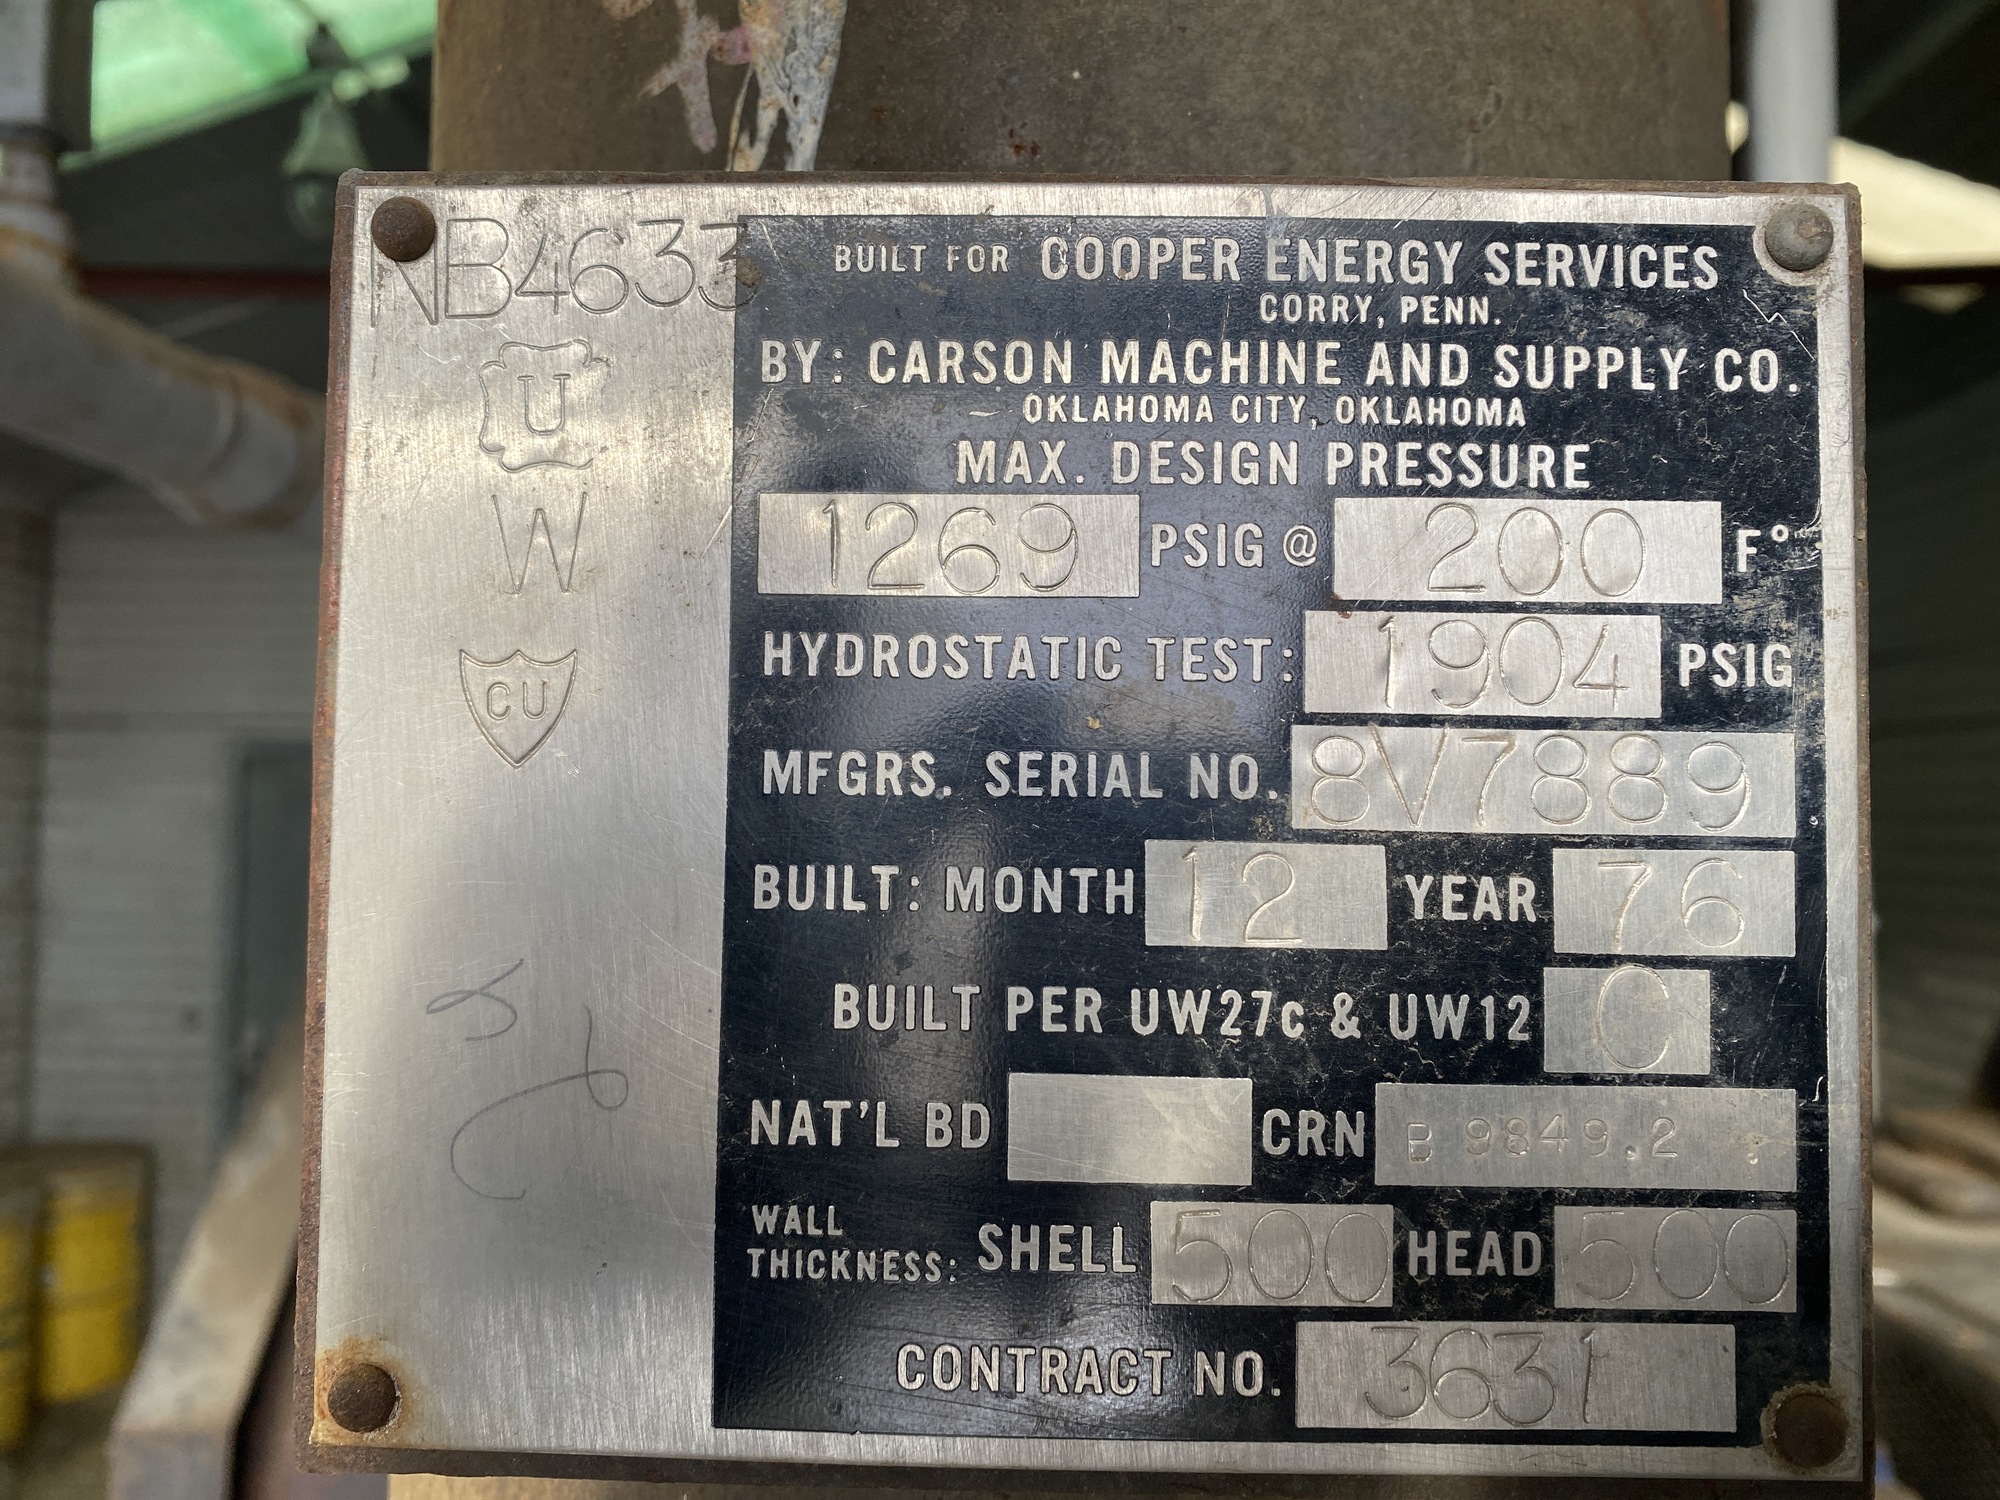 NB4633
U
W
CU
BUILT FOR COOPER ENERGY SERVICES
CORRY, PENN.
BY: CARSON MACHINE AND SUPPLY CO.
OKLAHOMA CITY, OKLAHOMA
MAX. DESIGN PRESSURE
1269 PSIG @ 200 F°
HYDROSTATIC TEST: 1904 PSIG
MFGRS. SERIAL NO. 8V7889
BUILT: MONTH 12 YEAR 76
BUILT PER UW27c & UW12 C
NAT'L BD CRN B 9849.2
WALL THICKNESS: SHELL 500 HEAD 500
CONTRACT NO. 3631